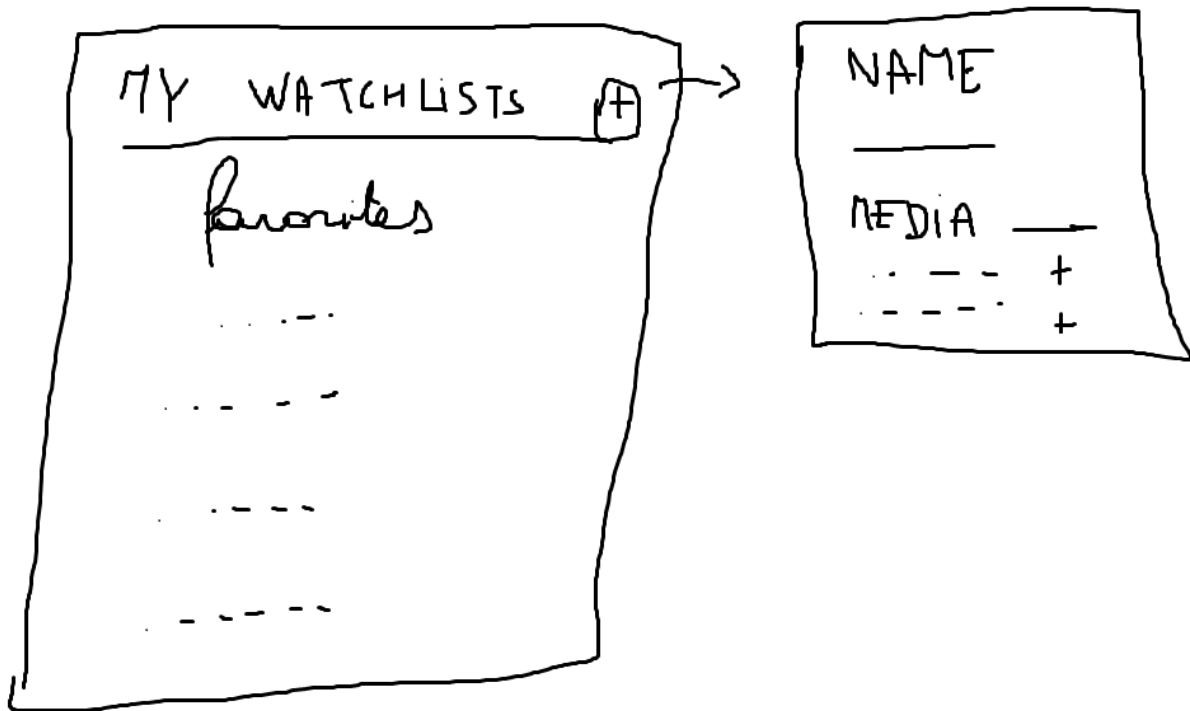 MY WATCHLISTS +
favorites
NAME
MEDIA
+
+